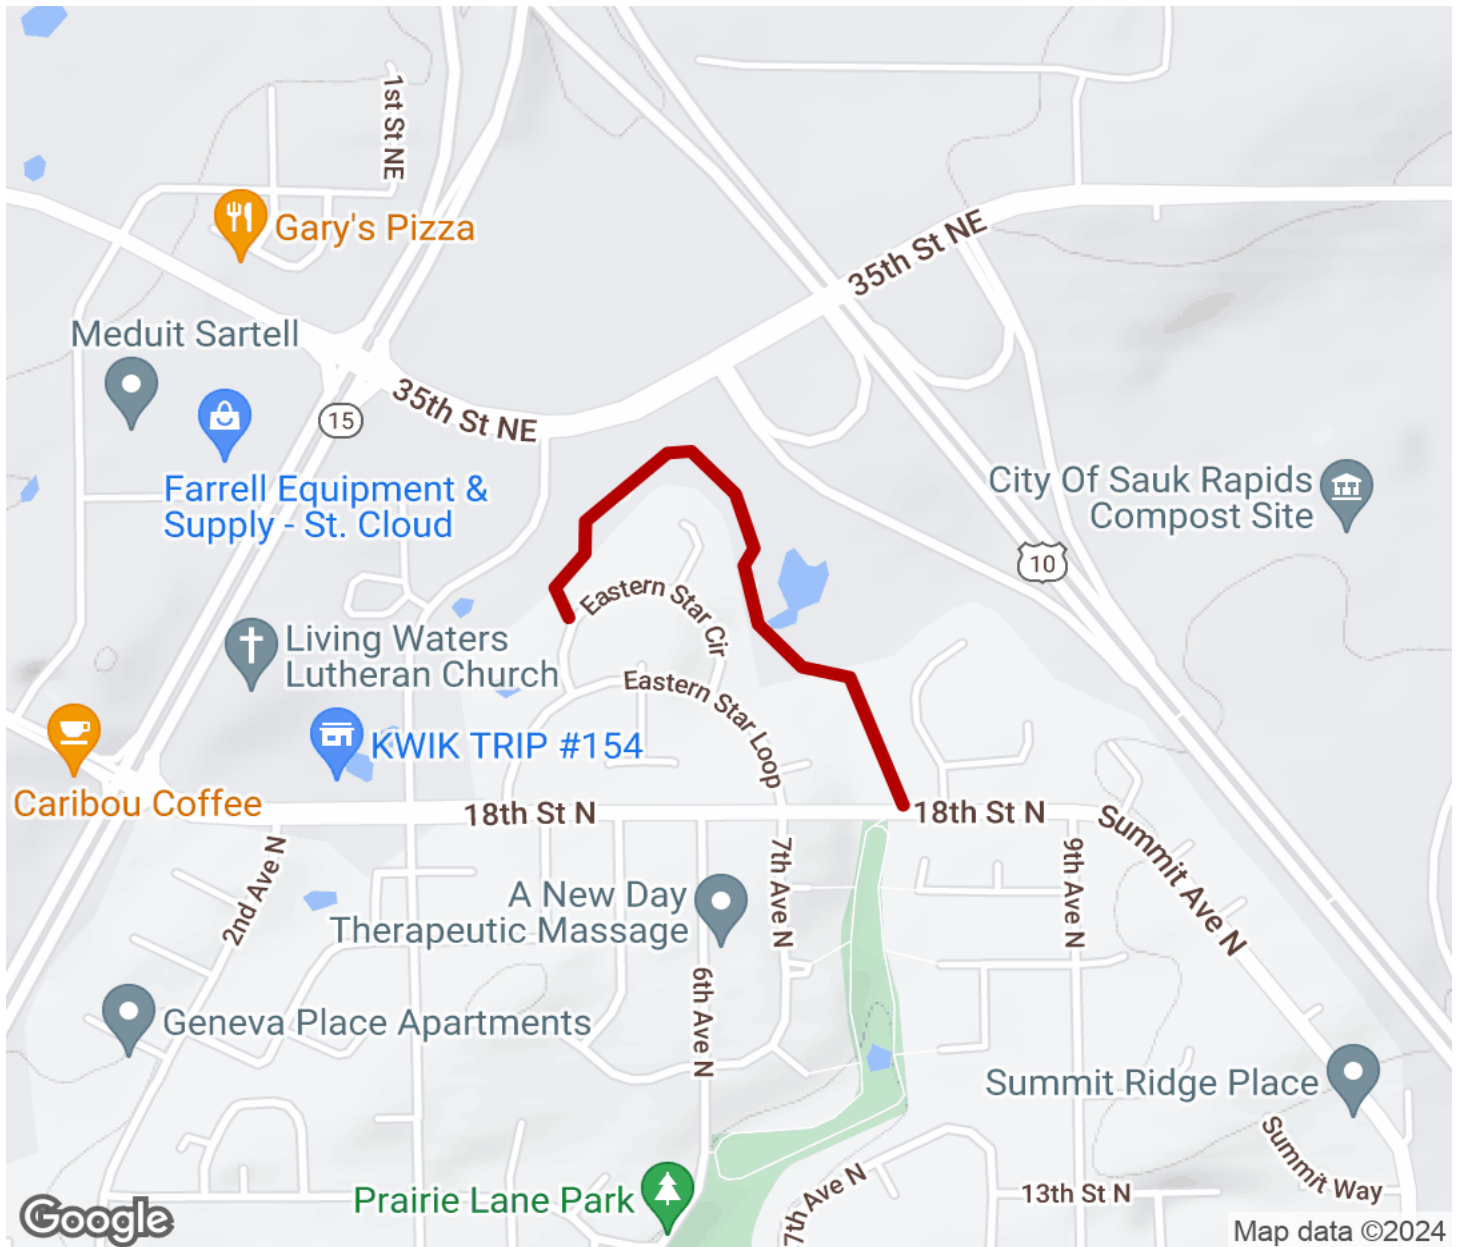 1st St NE
Gary's Pizza
35th St NE
Meduit Sartell
35th St NE
15
Farrell Equipment &
Supply - St. Cloud
City Of Sauk Rapids
Compost Site
10
Eastern Star Cir
Living Waters
Lutheran Church
Eastern Star Loop
KWIK TRIP #154
Caribou Coffee
18th St N
18th St N
Summit Ave N
2nd Ave N
7th Ave N
9th Ave N
A New Day
Therapeutic Massage
6th Ave N
Geneva Place Apartments
Summit Ridge Place
Summit Way
Prairie Lane Park
7th Ave N
13th St N
Google
Map data ©2024